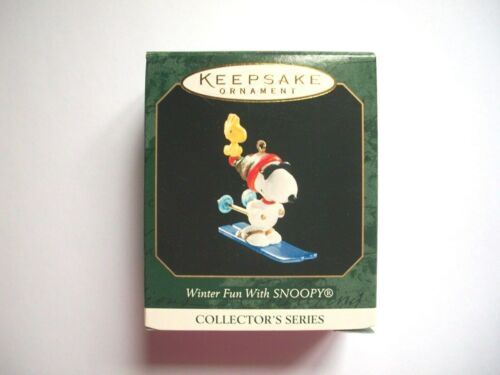 KEEPSAKE
ORNAMENT
Winter Fun With SNOOPY®
COLLECTOR'S SERIES